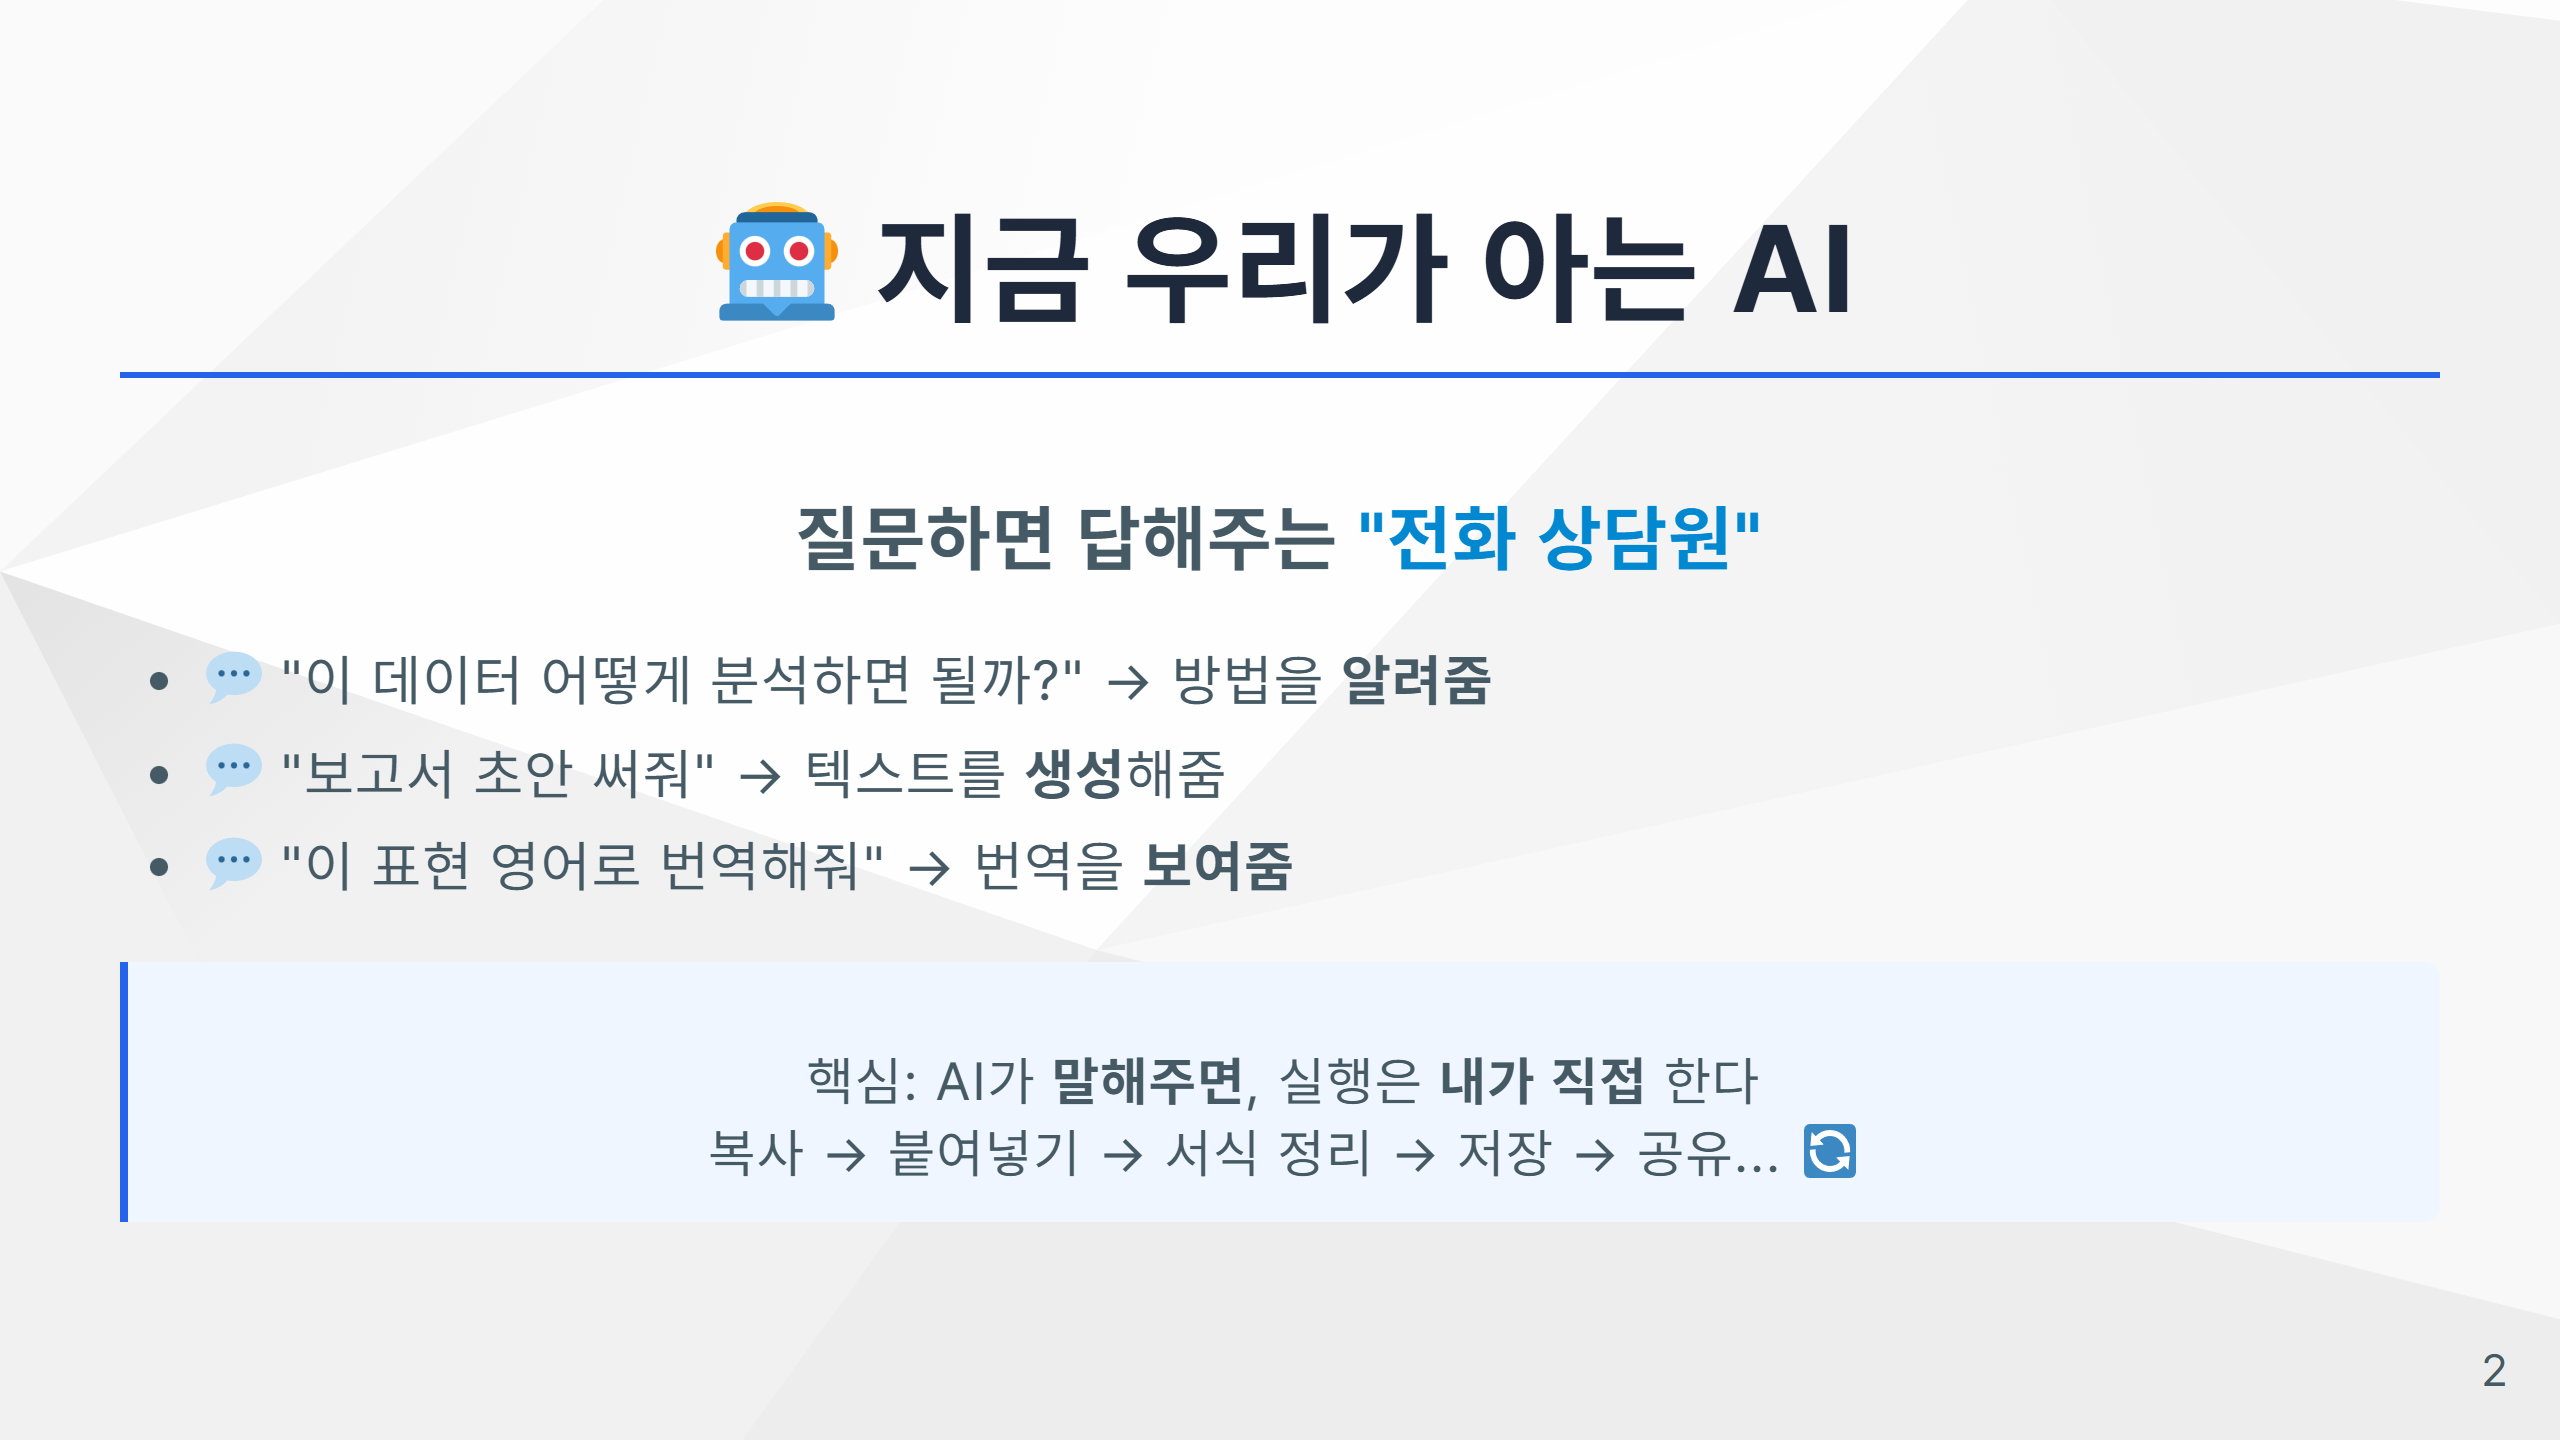 🤖 지금 우리가 아는 AI
질문하면 답해주는 "전화 상담원"
• 💬 "이 데이터 어떻게 분석하면 될까?" → 방법을 알려줌
• 💬 "보고서 초안 써줘" → 텍스트를 생성해줌
• 💬 "이 표현 영어로 번역해줘" → 번역을 보여줌
핵심: AI가 말해주면, 실행은 내가 직접 한다
복사 → 붙여넣기 → 서식 정리 → 저장 → 공유... 🔄
2